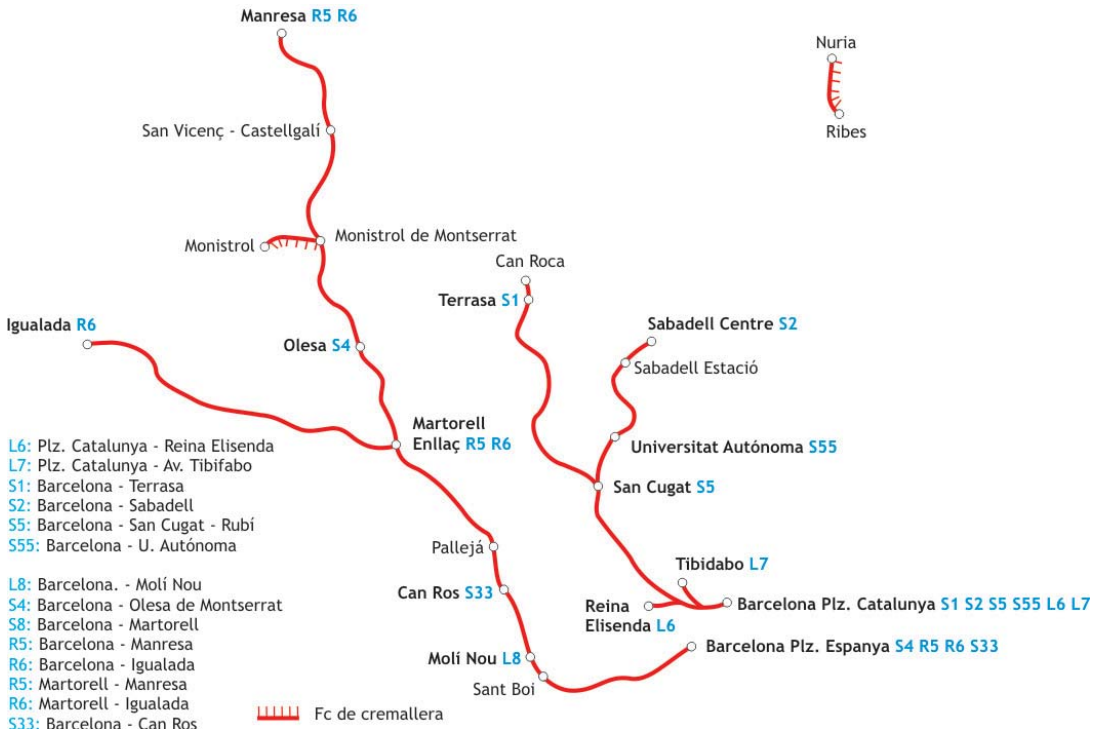 Manresa R5 R6
Nuria
Ribes
San Vicenç - Castellgalí
Monistrol
Monistrol de Montserrat
Can Roca
Terrasa S1
Igualada R6
Olesa S4
Sabadell Centre S2
Sabadell Estació
Martorell
Enllaç R5 R6
Universitat Autónoma S55
San Cugat S5
L6: Plz. Catalunya - Reina Elisenda
L7: Plz. Catalunya - Av. Tibifabo
S1: Barcelona - Terrasa
S2: Barcelona - Sabadell
S5: Barcelona - San Cugat - Rubí
S55: Barcelona - U. Autónoma
Pallejá
Can Ros S33
Tibidabo L7
Reina
Elisenda L6
Barcelona Plz. Catalunya S1 S2 S5 S55 L6 L7
Barcelona Plz. Espanya S4 R5 R6 S33
Molí Nou L8
Sant Boi
L8: Barcelona. - Molí Nou
S4: Barcelona - Olesa de Montserrat
S8: Barcelona - Martorell
R5: Barcelona - Manresa
R6: Barcelona - Igualada
R5: Martorell - Manresa
R6: Martorell - Igualada
S33: Barcelona - Can Ros
Fc de cremallera